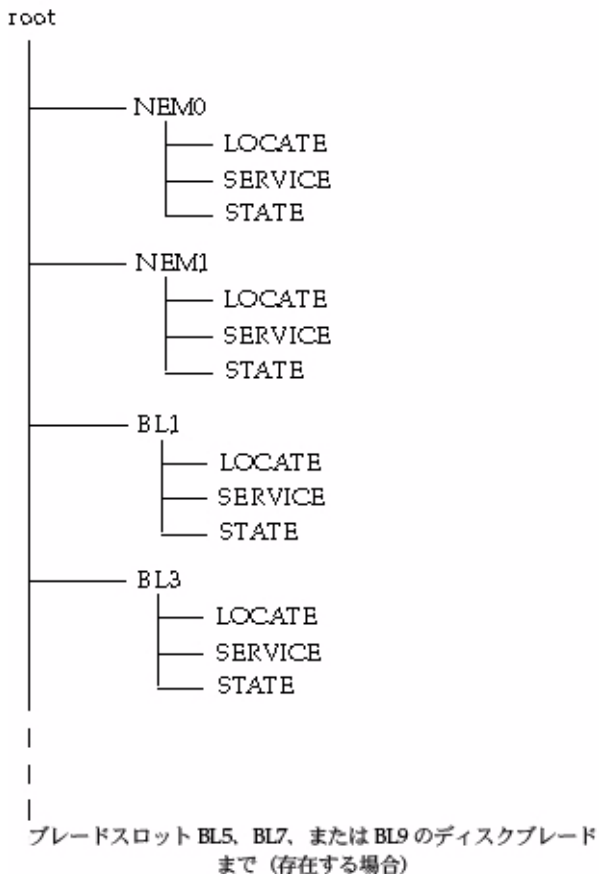 root
NEM0
LOCATE
SERVICE
STATE
NEM1
LOCATE
SERVICE
STATE
BL1
LOCATE
SERVICE
STATE
BL3
LOCATE
SERVICE
STATE
ブレードスロット BL5、BL7、または BL9 のディスクブレード
まで（存在する場合）